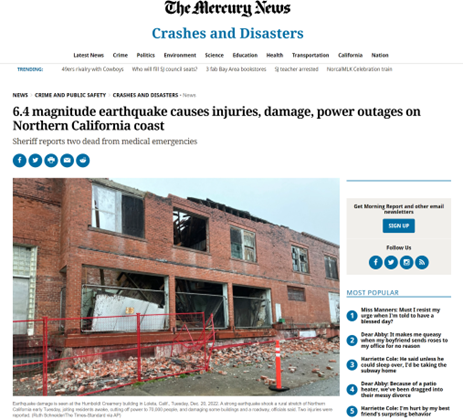 The Mercury News
Crashes and Disasters
Latest News Crime Politics Environment Science Education Health Transportation California Nation
TRENDING: 49ers rivalry with Cowboys Who will fill SJ council seats? 3 fab Bay Area bookstores SJ teacher arrested NorCalMLK Celebration train
NEWS CRIME AND PUBLIC SAFETY CRASHES AND DISASTERS • News
6.4 magnitude earthquake causes injuries, damage, power outages on
Northern California coast
Sheriff reports two dead from medical emergencies
Get Morning Report and other email
newsletters
SIGN UP
Follow Us
MOST POPULAR
1 Miss Manners: Must I resist my
urge when I'm told to have a
blessed day?
2 Dear Abby: It makes me queasy
when my boyfriend sends roses to
my office for no reason
3 Harriette Cole: He said unless he
could sleep over, I'd be taking the
subway home
4 Dear Abby: Because of a patio
heater, we've been dragged into
their messy divorce
5 Harriette Cole: I'm hurt by my best
friend's surprising behavior
Earthquake damage is seen at the Humboldt Creamery building in Loleta, Calif., Tuesday, Dec. 20, 2022. A strong earthquake shook a rural stretch of Northern
California early Tuesday, jolting residents awake, cutting off power to 70,000 people, and damaging some buildings and a roadway, officials said. Two injuries were
reported. (Ruth Schneider/The Times-Standard via AP)